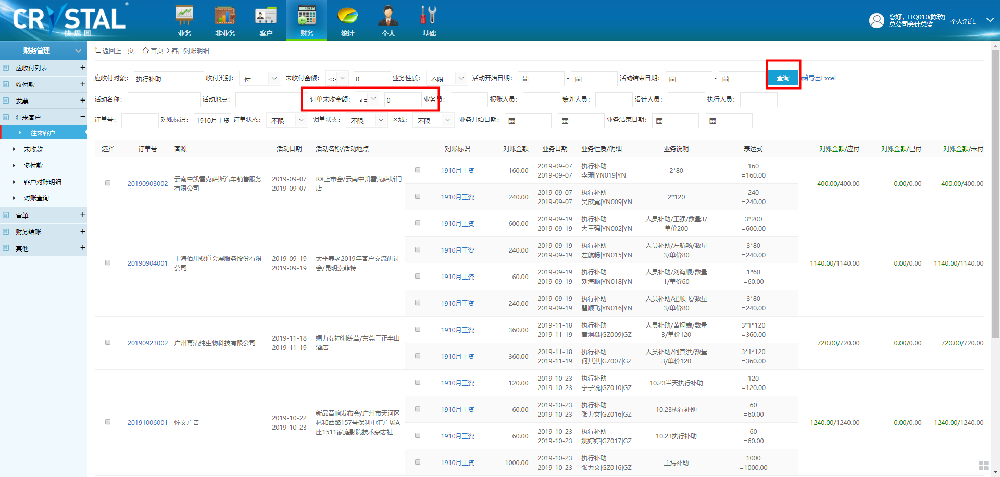 CRYSTAL ®
快思图
业务 非业务 客户 财务 统计 个人 基础
您好，HQ010(陈玟)
总公司会计总监
个人消息
财务管理
应收付列表 +
收付款 +
发票 +
往来客户 −
往来客户
未收款
多付款
客户对账明细
对账查询
审单 +
财务结账 +
其他 +
返回上一页 首页 > 客户对账明细
应收付对象: 执行补助 收付类别: 付 未收付金额: <> 0 业务性质: 不限 活动开始日期: - 活动结束日期: - 查询 导出Excel
活动名称: 活动地点: 订单未收金额: <= 0 业务员: 报账人员: 策划人员: 设计人员: 执行人员:
订单号: 对账标识: 1910月工资 订单状态: 不限 锁单状态: 不限 区域: 不限 业务开始日期: - 业务结束日期: -
选择 订单号 客源 活动日期 活动名称/活动地点 对账标识 对账金额 业务日期 业务性质/明细 业务说明 表达式 对账金额/应付 对账金额/已付 对账金额/未付
20190903002 云南中凯雷克萨斯汽车销售服务
有限公司
2019-09-07
2019-09-07
RX上市会/云南中凯雷克萨斯门
店
1910月工资 160.00
2019-09-07
2019-09-07
执行补助
李珊|YN019|YN
2*80
160
=160.00
1910月工资 240.00
2019-09-07
2019-09-07
执行补助
吴欣霓|YN009|YN
2*120
240
=240.00
400.00/400.00 0.00/0.00 400.00/400.00
20190904001 上海佰川驭道会展服务股份有限
公司
2019-09-19
2019-09-19
太平养老2019年客户交流研讨
会/昆明索菲特
1910月工资 600.00
2019-09-19
2019-09-19
执行补助
大王强|YN002|YN
人员补助/王强/数量3/
单价200
3*200
=600.00
1910月工资 240.00
2019-09-19
2019-09-19
执行补助
左航畅|YN015|YN
人员补助/左航畅/数量
3/单价80
3*80
=240.00
1910月工资 60.00
2019-09-19
2019-09-19
执行补助
刘海顺|YN018|YN
人员补助/刘海顺/数量
1/单价60
1*60
=60.00
1910月工资 240.00
2019-09-19
2019-09-19
执行补助
瞿顺飞|YN016|YN
人员补助/瞿顺飞/数量
3/单价80
3*80
=240.00
1140.00/1140.00 0.00/0.00 1140.00/1140.00
20190923002 广州再清纯生物科技有限公司
2019-11-18
2019-11-19
媚力女神训练营/东莞三正半山
酒店
1910月工资 360.00
2019-11-18
2019-11-19
执行补助
黄炯鑫|GZ009|GZ
人员补助/黄炯鑫/数量
3/单价120
3*1*120
=360.00
1910月工资 360.00
2019-11-18
2019-11-19
执行补助
何其洪|GZ007|GZ
人员补助/何其洪/数量
3/单价120
3*1*120
=360.00
720.00/720.00 0.00/0.00 720.00/720.00
20191006001 怀文广告
2019-10-22
2019-10-23
新品音响发布会/广州市天河区
林和西路157号保利中汇广场A
座1511家庭影院技术杂志社
1910月工资 120.00
2019-10-23
2019-10-23
执行补助
宁子锐|GZ010|GZ
10.23当天执行补助
120
=120.00
1910月工资 60.00
2019-10-23
2019-10-23
执行补助
张力文|GZ016|GZ
10.23执行补助
60
=60.00
1910月工资 60.00
2019-10-23
2019-10-23
执行补助
姚婷婷|GZ017|GZ
10.23执行补助
60
=60.00
1910月工资 1000.00
2019-10-23
2019-10-23
执行补助
张力文|GZ016|GZ
主持补助
1000
=1000.00
1240.00/1240.00 0.00/0.00 1240.00/1240.00